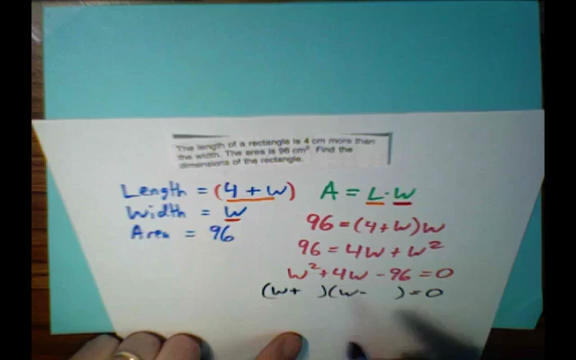 The length of a rectangle is 4 cm more than
the width. The area is 96 cm². Find the
dimensions of the rectangle.
Length = (4 + w)
Width = w
Area = 96
A = L · w
96 = (4 + w) w
96 = 4w + w²
w² + 4w - 96 = 0
(w + )(w - ) = 0